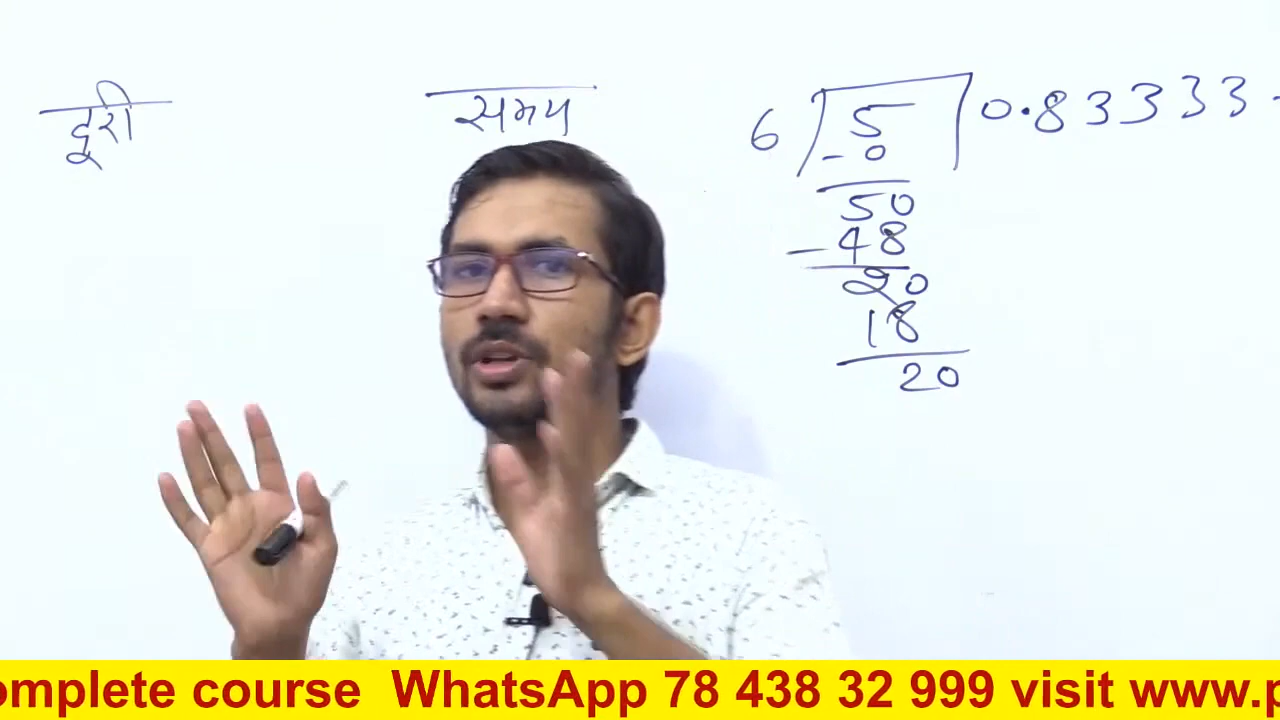 दूरी
समय
6 5 0.83333
- 0
50
- 48
20
18
20
omplete course WhatsApp 78 438 32 999 visit www.p